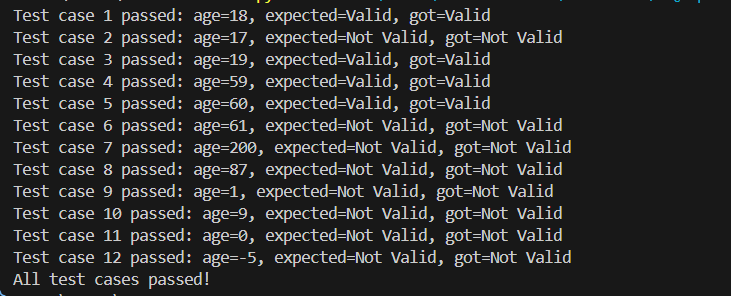 Test case 1 passed: age=18, expected=Valid, got=Valid
Test case 2 passed: age=17, expected=Not Valid, got=Not Valid
Test case 3 passed: age=19, expected=Valid, got=Valid
Test case 4 passed: age=59, expected=Valid, got=Valid
Test case 5 passed: age=60, expected=Valid, got=Valid
Test case 6 passed: age=61, expected=Not Valid, got=Not Valid
Test case 7 passed: age=200, expected=Not Valid, got=Not Valid
Test case 8 passed: age=87, expected=Not Valid, got=Not Valid
Test case 9 passed: age=1, expected=Not Valid, got=Not Valid
Test case 10 passed: age=9, expected=Not Valid, got=Not Valid
Test case 11 passed: age=0, expected=Not Valid, got=Not Valid
Test case 12 passed: age=-5, expected=Not Valid, got=Not Valid
All test cases passed!